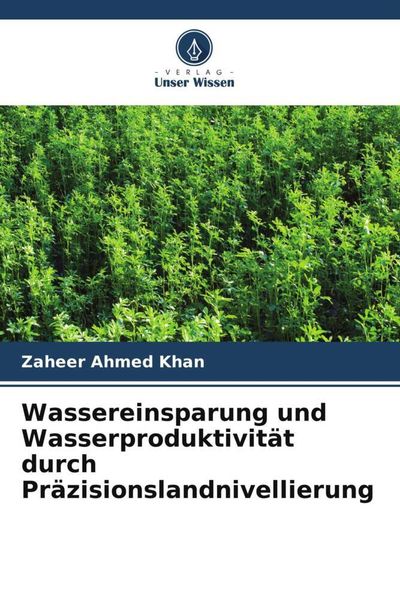 - VERLAG -
Unser Wissen
Zaheer Ahmed Khan
Wassereinsparung und
Wasserproduktivität
durch
Präzisionslandnivellierung